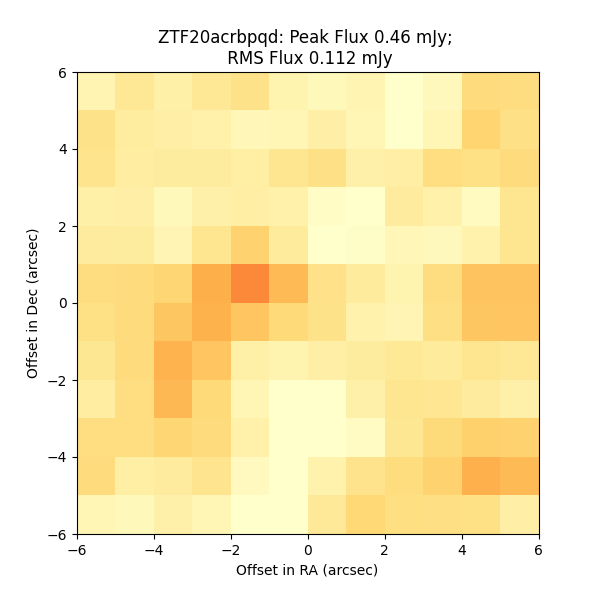 ZTF20acrbpqd: Peak Flux 0.46 mJy;
RMS Flux 0.112 mJy
6
4
2
0
−2
−4
−6
Offset in Dec (arcsec)
−6 −4 −2 0 2 4 6
Offset in RA (arcsec)